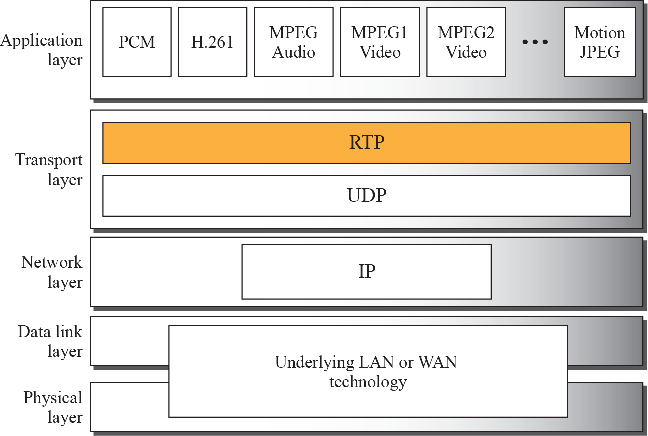 Application
layer
PCM
H.261
MPEG
Audio
MPEG1
Video
MPEG2
Video
•••
Motion
JPEG
Transport
layer
RTP
UDP
Network
layer
IP
Data link
layer
Underlying LAN or WAN
technology
Physical
layer